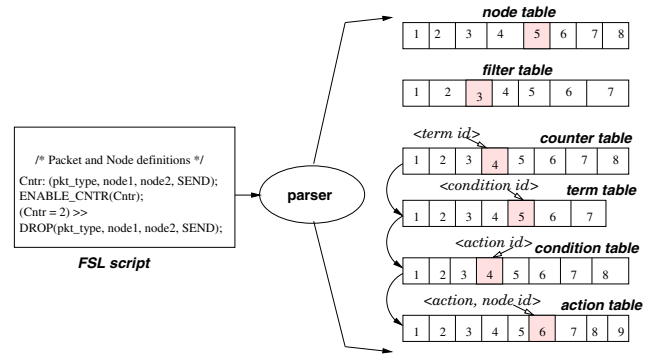 node table
1 2 3 4 5 6 7 8
filter table
1 2 3 4 5 6 7
<term id>
counter table
1 2 3 4 5 6 7 8
<condition id>
term table
1 2 3 4 5 6 7
<action id>
condition table
1 2 3 4 5 6 7 8
<action, node id>
action table
1 2 3 4 5 6 7 8 9
/* Packet and Node definitions */
Cntr: (pkt_type, node1, node2, SEND);
ENABLE_CNTR(Cntr);
(Cntr = 2) >>
DROP(pkt_type, node1, node2, SEND);
FSL script
parser